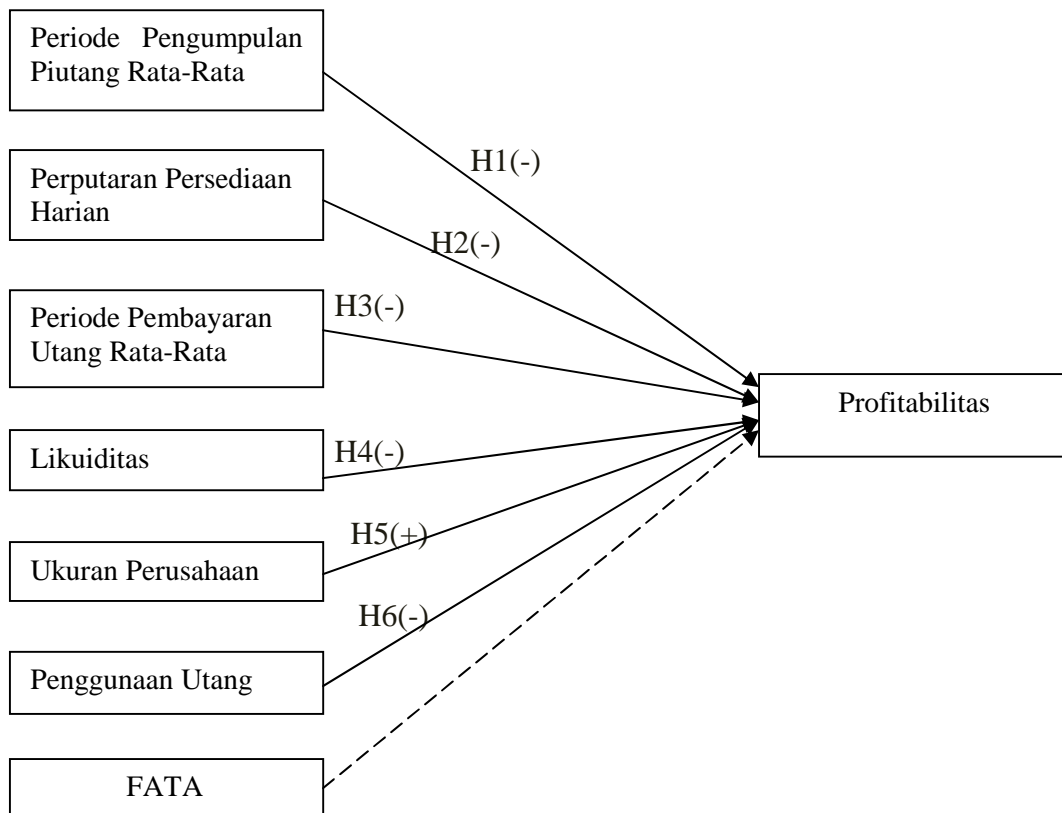 Periode Pengumpulan
Piutang Rata-Rata
H1(-)
Perputaran Persediaan
Harian
H2(-)
H3(-)
Periode Pembayaran
Utang Rata-Rata
Profitabilitas
Likuiditas
H4(-)
H5(+)
Ukuran Perusahaan
H6(-)
Penggunaan Utang
FATA